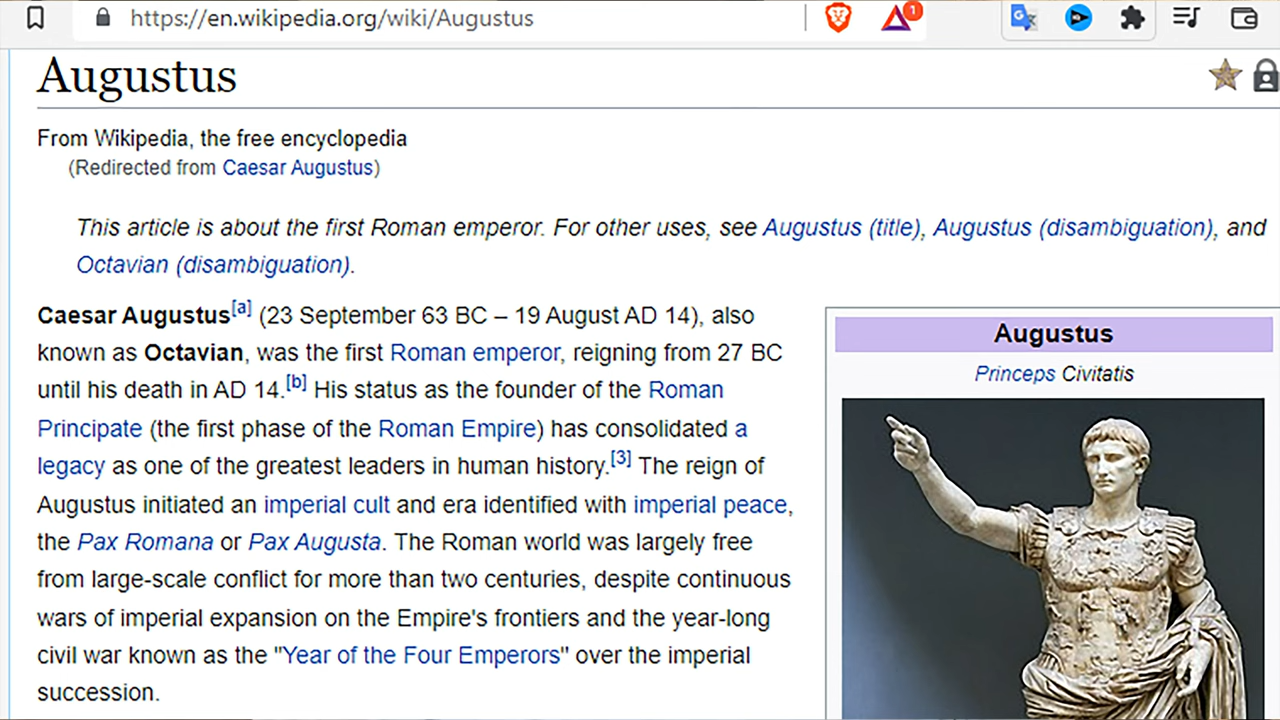 https://en.wikipedia.org/wiki/Augustus
1
Augustus
From Wikipedia, the free encyclopedia
(Redirected from Caesar Augustus)
This article is about the first Roman emperor. For other uses, see Augustus (title), Augustus (disambiguation), and
Octavian (disambiguation).
Caesar Augustus[a] (23 September 63 BC – 19 August AD 14), also
known as Octavian, was the first Roman emperor, reigning from 27 BC
until his death in AD 14.[b] His status as the founder of the Roman
Principate (the first phase of the Roman Empire) has consolidated a
legacy as one of the greatest leaders in human history.[3] The reign of
Augustus initiated an imperial cult and era identified with imperial peace,
the Pax Romana or Pax Augusta. The Roman world was largely free
from large-scale conflict for more than two centuries, despite continuous
wars of imperial expansion on the Empire's frontiers and the year-long
civil war known as the "Year of the Four Emperors" over the imperial
succession.
Augustus
Princeps Civitatis